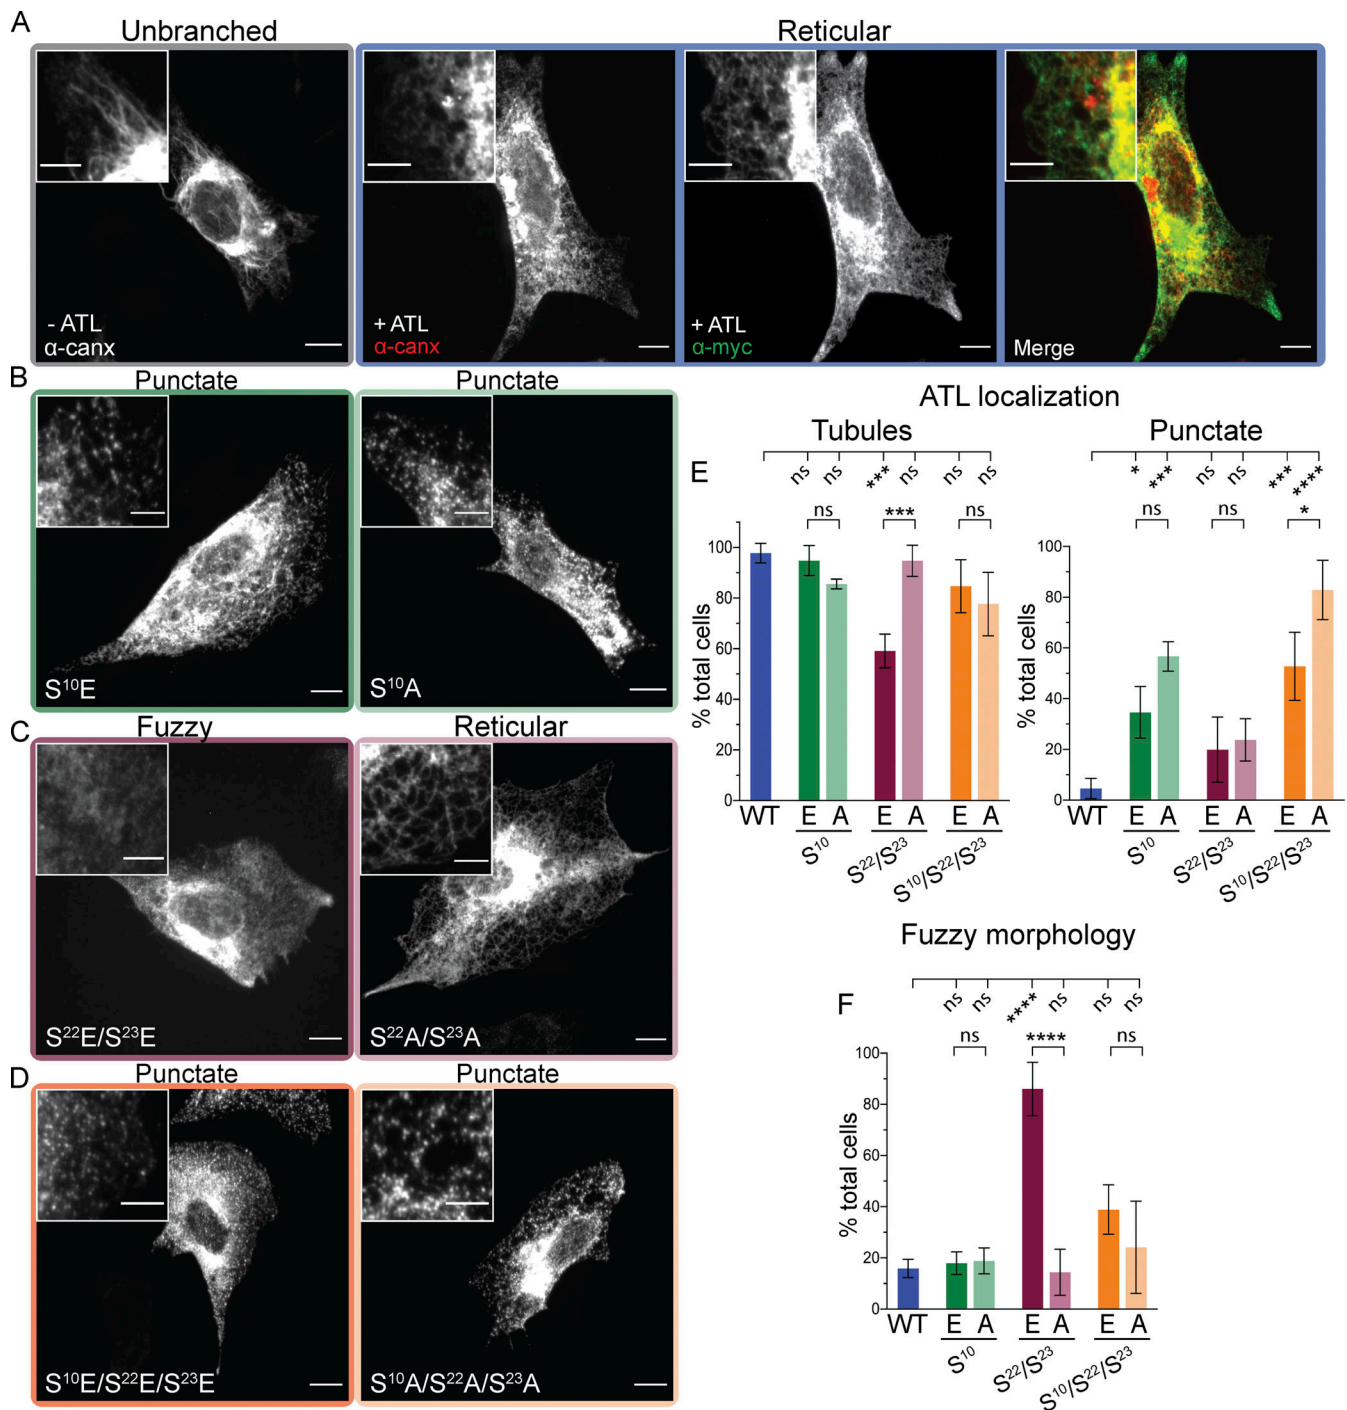 A
Unbranched
Reticular
- ATL
α-canx
+ ATL
α-canx
+ ATL
α-myc
Merge
B
Punctate
Punctate
S¹⁰E
S¹⁰A
C
Fuzzy
Reticular
S²²E/S²³E
S²²A/S²³A
D
Punctate
Punctate
S¹⁰E/S²²E/S²³E
S¹⁰A/S²²A/S²³A
ATL localization
E
Tubules
ns ns *** ns ns ns
ns *** ns
% total cells
100
80
60
40
20
0
WT E A E A E A
S¹⁰ S²²/S²³ S¹⁰/S²²/S²³
Punctate
* *** ns ns *** ****
ns ns *
% total cells
100
80
60
40
20
0
WT E A E A E A
S¹⁰ S²²/S²³ S¹⁰/S²²/S²³
Fuzzy morphology
F
ns ns **** ns ns ns
ns **** ns
% total cells
100
80
60
40
20
0
WT E A E A E A
S¹⁰ S²²/S²³ S¹⁰/S²²/S²³